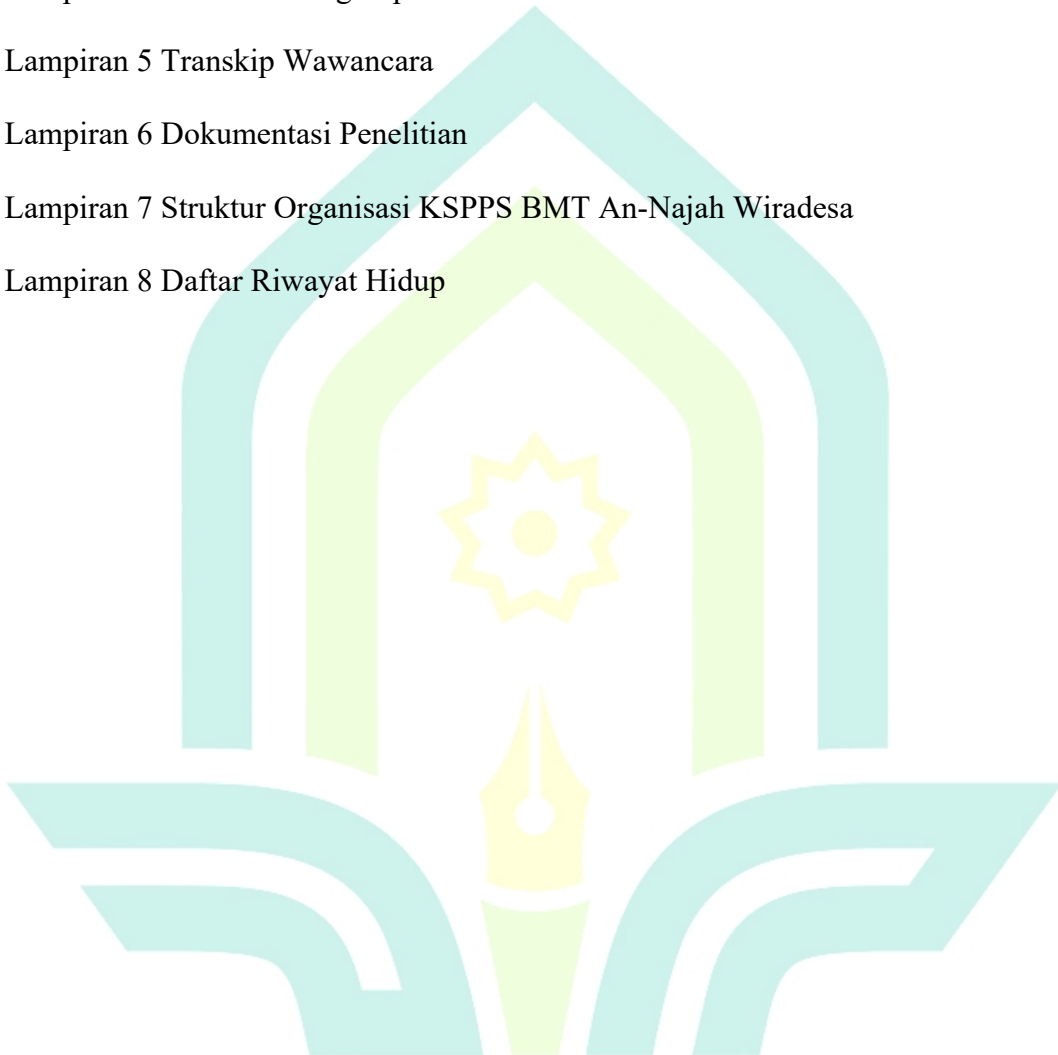 Lampiran 5 Transkip Wawancara
Lampiran 6 Dokumentasi Penelitian
Lampiran 7 Struktur Organisasi KSPPS BMT An-Najah Wiradesa
Lampiran 8 Daftar Riwayat Hidup